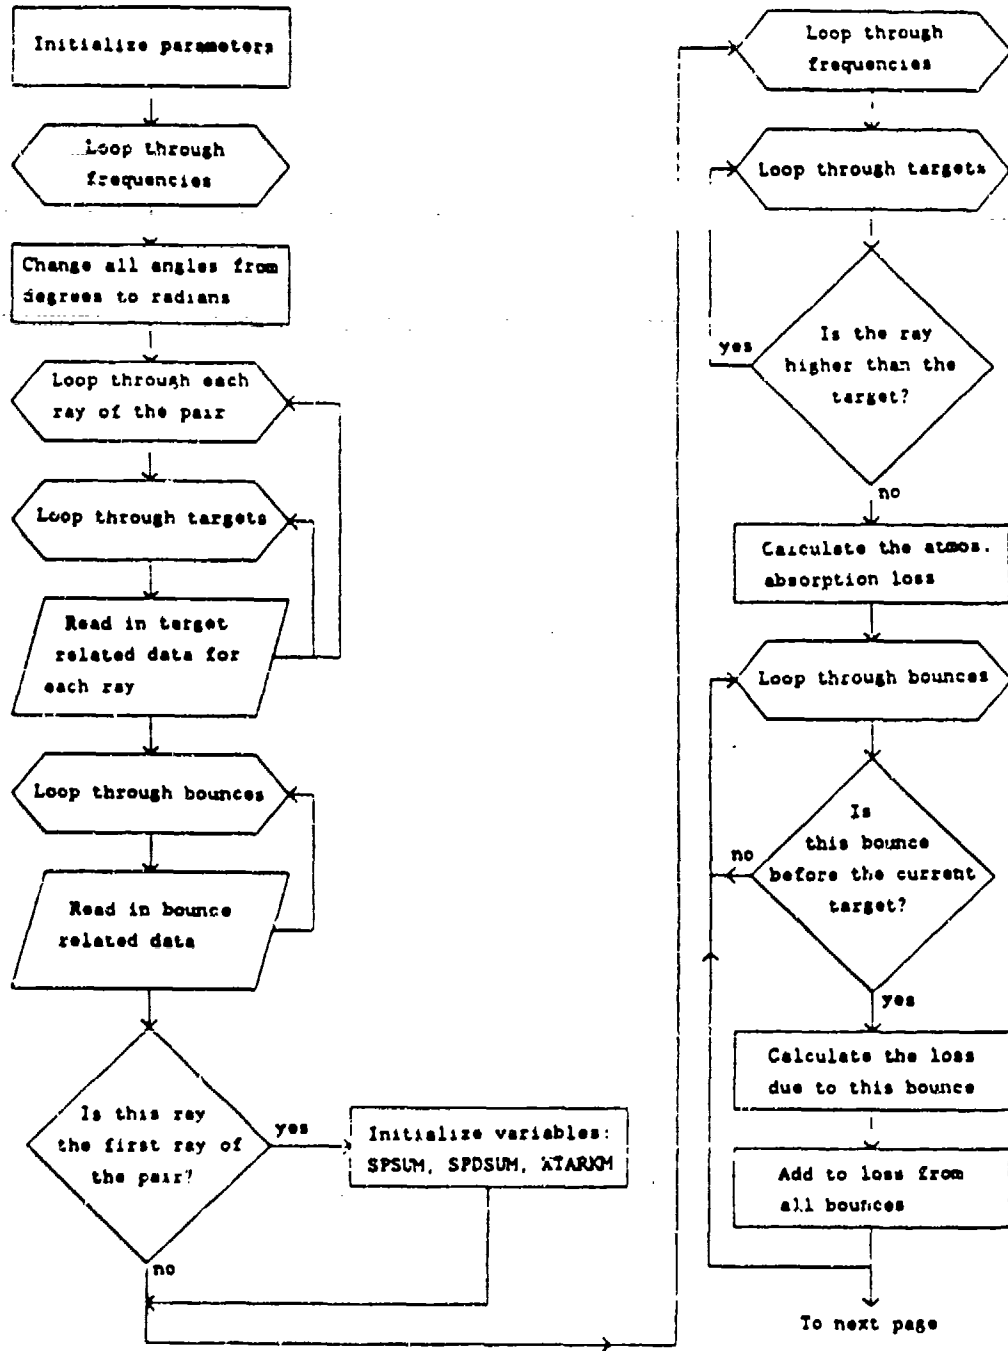 Initialize parameters
Loop through
frequencies
Change all angles from
degrees to radians
Loop through each
ray of the pair
Loop through targets
Read in target
related data for
each ray
Loop through bounces
Read in bounce
related data
Is this ray
the first ray of
the pair?
yes
Initialize variables:
SPSUM, SPDSUM, XTARKM
no
Loop through
frequencies
Loop through targets
Is the ray
higher than the
target?
yes
no
Calculate the atmos.
absorption loss
Loop through bounces
Is
this bounce
before the current
target?
no
yes
Calculate the loss
due to this bounce
Add to loss from
all bounces
To next page